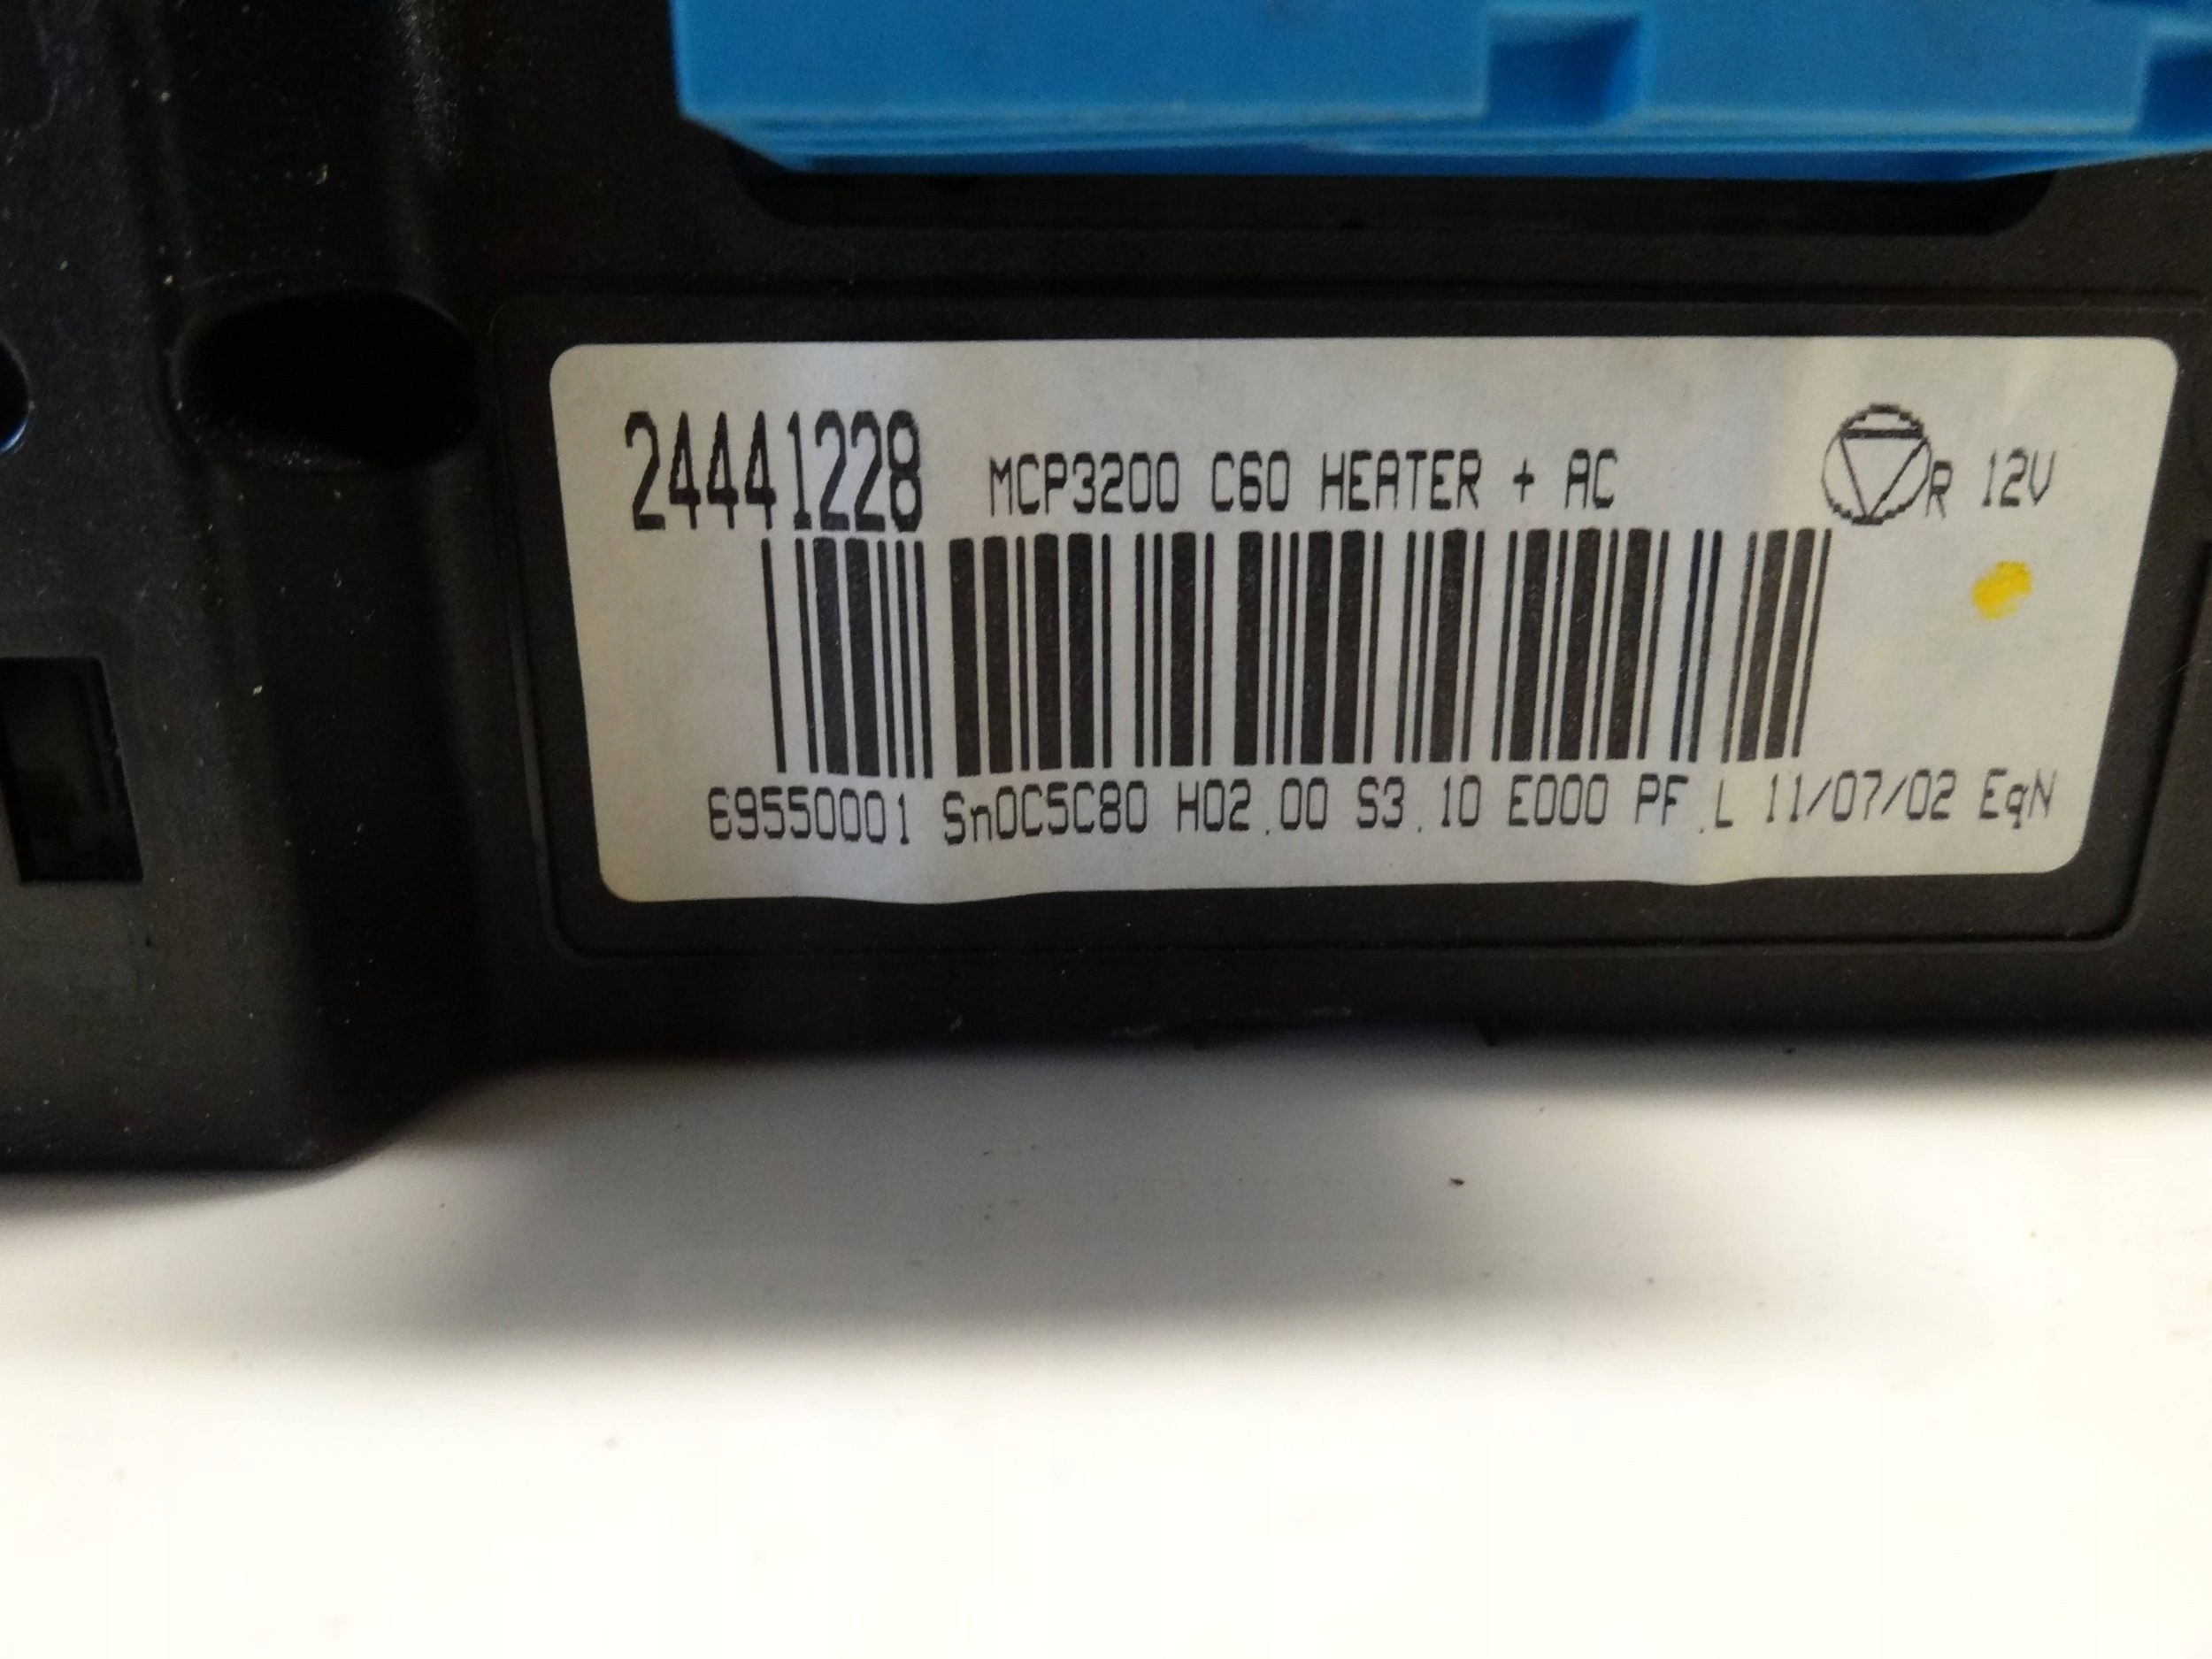 24441228 MCP3200 C60 HEATER + AC R 12V
69550001 Sn0C5C80 H02.00 S3.10 E000 PF.L 11/07/02 EqN